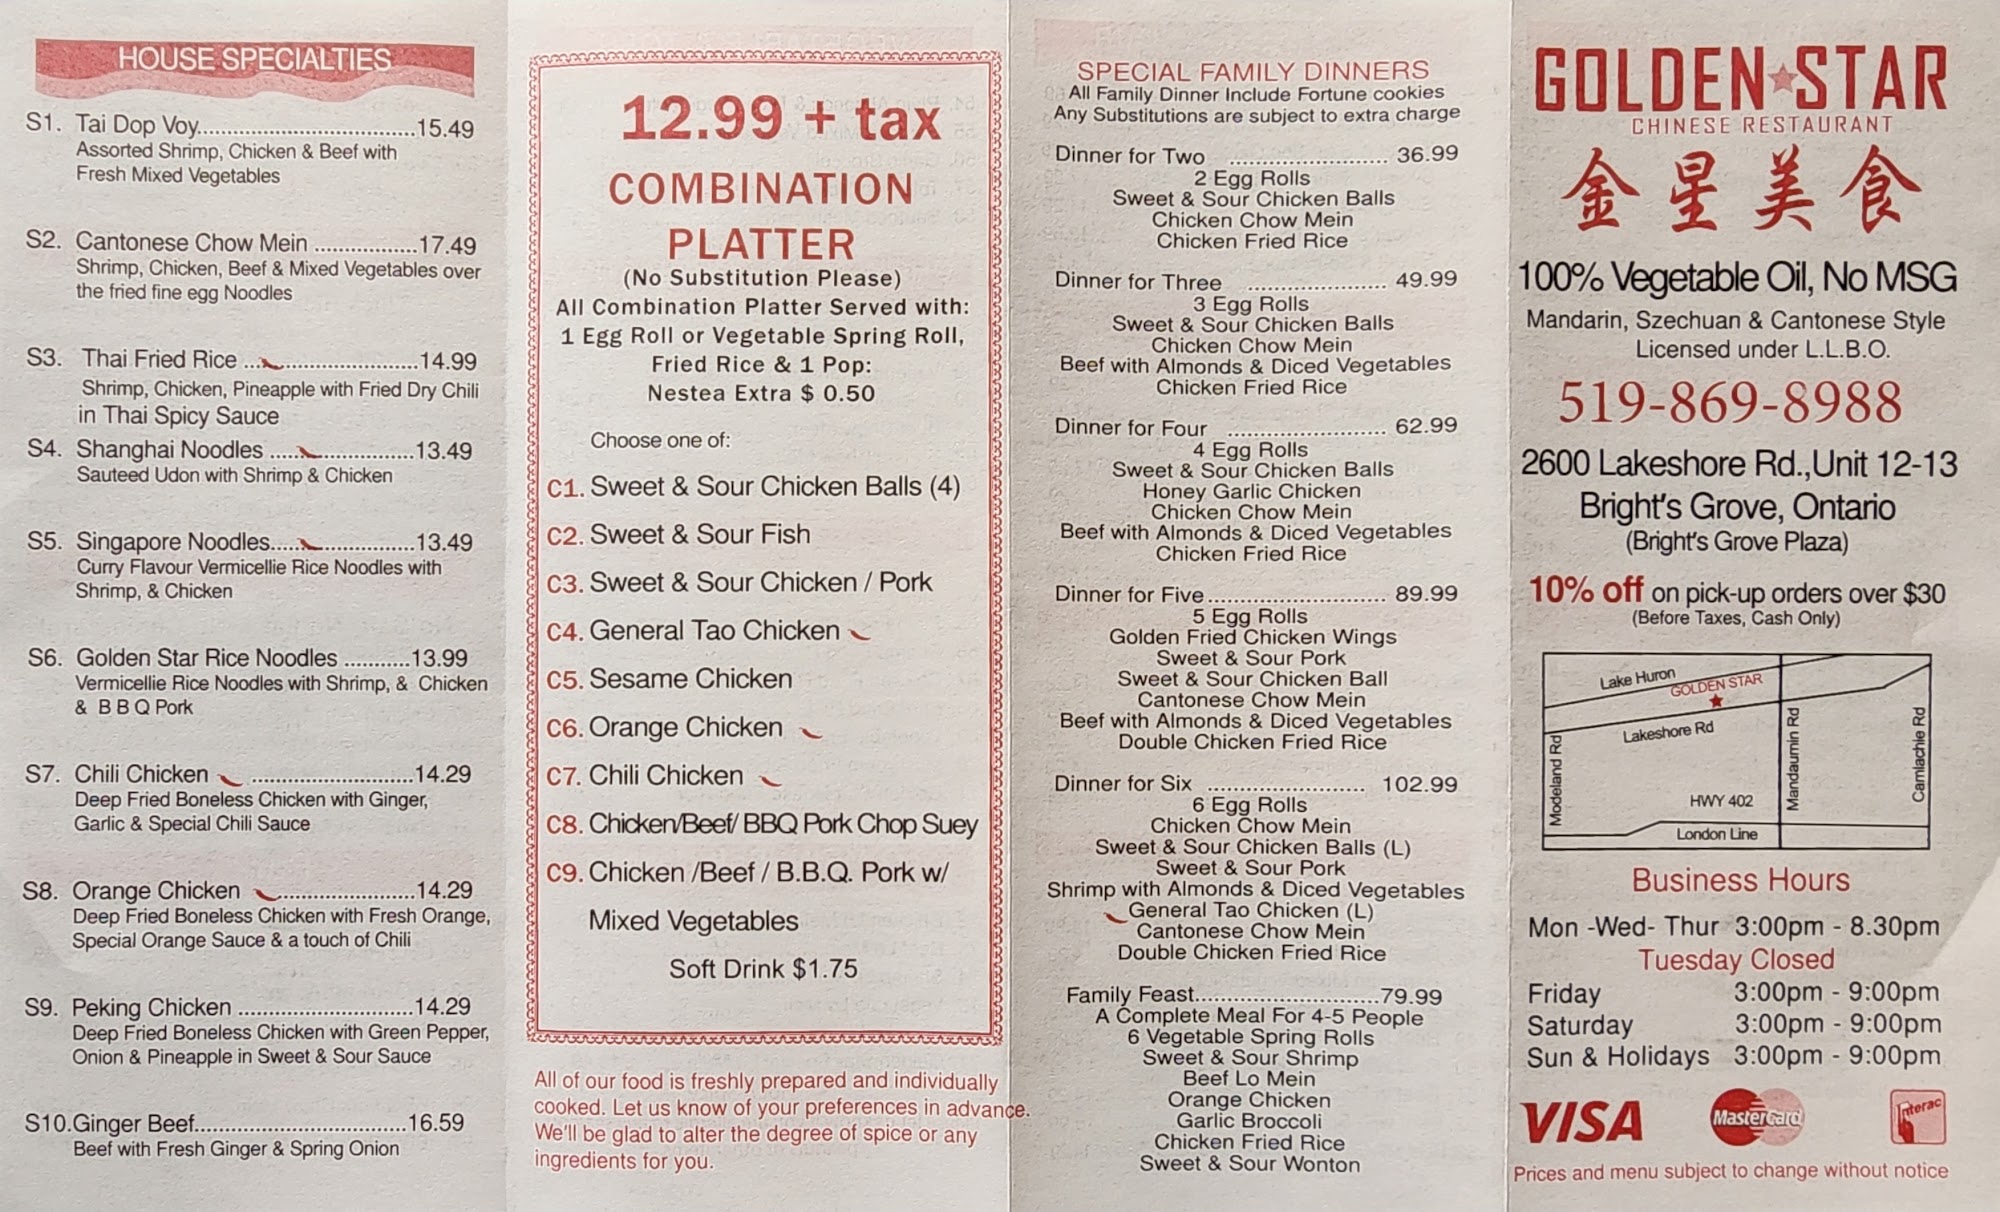 HOUSE SPECIALTIES
S1. Tai Dop Voy..................................15.49
Assorted Shrimp, Chicken & Beef with
Fresh Mixed Vegetables
S2. Cantonese Chow Mein .................17.49
Shrimp, Chicken, Beef & Mixed Vegetables over
the fried fine egg Noodles
S3. Thai Fried Rice ..........................14.99
Shrimp, Chicken, Pineapple with Fried Dry Chili
in Thai Spicy Sauce
S4. Shanghai Noodles ........................13.49
Sauteed Udon with Shrimp & Chicken
S5. Singapore Noodles........................13.49
Curry Flavour Vermicellie Rice Noodles with
Shrimp, & Chicken
S6. Golden Star Rice Noodles ...........13.99
Vermicellie Rice Noodles with Shrimp, & Chicken
& B B Q Pork
S7. Chili Chicken ...........................14.29
Deep Fried Boneless Chicken with Ginger,
Garlic & Special Chili Sauce
S8. Orange Chicken .......................14.29
Deep Fried Boneless Chicken with Fresh Orange,
Special Orange Sauce & a touch of Chili
S9. Peking Chicken .............................14.29
Deep Fried Boneless Chicken with Green Pepper,
Onion & Pineapple in Sweet & Sour Sauce
S10.Ginger Beef...................................16.59
Beef with Fresh Ginger & Spring Onion
12.99 + tax
COMBINATION
PLATTER
(No Substitution Please)
All Combination Platter Served with:
1 Egg Roll or Vegetable Spring Roll,
Fried Rice & 1 Pop:
Nestea Extra $ 0.50
Choose one of:
C1. Sweet & Sour Chicken Balls (4)
C2. Sweet & Sour Fish
C3. Sweet & Sour Chicken / Pork
C4. General Tao Chicken
C5. Sesame Chicken
C6. Orange Chicken
C7. Chili Chicken
C8. Chicken/Beef/ BBQ Pork Chop Suey
C9. Chicken /Beef / B.B.Q. Pork w/
Mixed Vegetables
Soft Drink $1.75
All of our food is freshly prepared and individually
cooked. Let us know of your preferences in advance.
We'll be glad to alter the degree of spice or any
ingredients for you.
SPECIAL FAMILY DINNERS
All Family Dinner Include Fortune cookies
Any Substitutions are subject to extra charge
Dinner for Two ....................... 36.99
2 Egg Rolls
Sweet & Sour Chicken Balls
Chicken Chow Mein
Chicken Fried Rice
Dinner for Three .................... 49.99
3 Egg Rolls
Sweet & Sour Chicken Balls
Chicken Chow Mein
Beef with Almonds & Diced Vegetables
Chicken Fried Rice
Dinner for Four ....................... 62.99
4 Egg Rolls
Sweet & Sour Chicken Balls
Honey Garlic Chicken
Chicken Chow Mein
Beef with Almonds & Diced Vegetables
Chicken Fried Rice
Dinner for Five.......................... 89.99
5 Egg Rolls
Golden Fried Chicken Wings
Sweet & Sour Pork
Sweet & Sour Chicken Ball
Cantonese Chow Mein
Beef with Almonds & Diced Vegetables
Double Chicken Fried Rice
Dinner for Six ....................... 102.99
6 Egg Rolls
Chicken Chow Mein
Sweet & Sour Chicken Balls (L)
Sweet & Sour Pork
Shrimp with Almonds & Diced Vegetables
General Tao Chicken (L)
Cantonese Chow Mein
Double Chicken Fried Rice
Family Feast...........................79.99
A Complete Meal For 4-5 People
6 Vegetable Spring Rolls
Sweet & Sour Shrimp
Beef Lo Mein
Orange Chicken
Garlic Broccoli
Chicken Fried Rice
Sweet & Sour Wonton
GOLDEN STAR
CHINESE RESTAURANT
金星美食
100% Vegetable Oil, No MSG
Mandarin, Szechuan & Cantonese Style
Licensed under L.L.B.O.
519-869-8988
2600 Lakeshore Rd.,Unit 12-13
Bright's Grove, Ontario
(Bright's Grove Plaza)
10% off on pick-up orders over $30
(Before Taxes, Cash Only)
Lake Huron
GOLDEN STAR
Lakeshore Rd
Modeland Rd
Mandaumin Rd
Camlachie Rd
HWY 402
London Line
Business Hours
Mon -Wed- Thur 3:00pm - 8.30pm
Tuesday Closed
Friday 3:00pm - 9:00pm
Saturday 3:00pm - 9:00pm
Sun & Holidays 3:00pm - 9:00pm
VISA MasterCard Interac
Prices and menu subject to change without notice